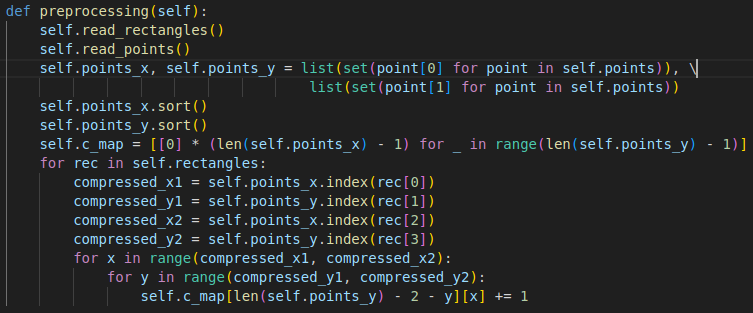 def preprocessing(self):
    self.read_rectangles()
    self.read_points()
    self.points_x, self.points_y = list(set(point[0] for point in self.points)), \
                                   list(set(point[1] for point in self.points))
    self.points_x.sort()
    self.points_y.sort()
    self.c_map = [[0] * (len(self.points_x) - 1) for _ in range(len(self.points_y) - 1)]
    for rec in self.rectangles:
        compressed_x1 = self.points_x.index(rec[0])
        compressed_y1 = self.points_y.index(rec[1])
        compressed_x2 = self.points_x.index(rec[2])
        compressed_y2 = self.points_y.index(rec[3])
        for x in range(compressed_x1, compressed_x2):
            for y in range(compressed_y1, compressed_y2):
                self.c_map[len(self.points_y) - 2 - y][x] += 1